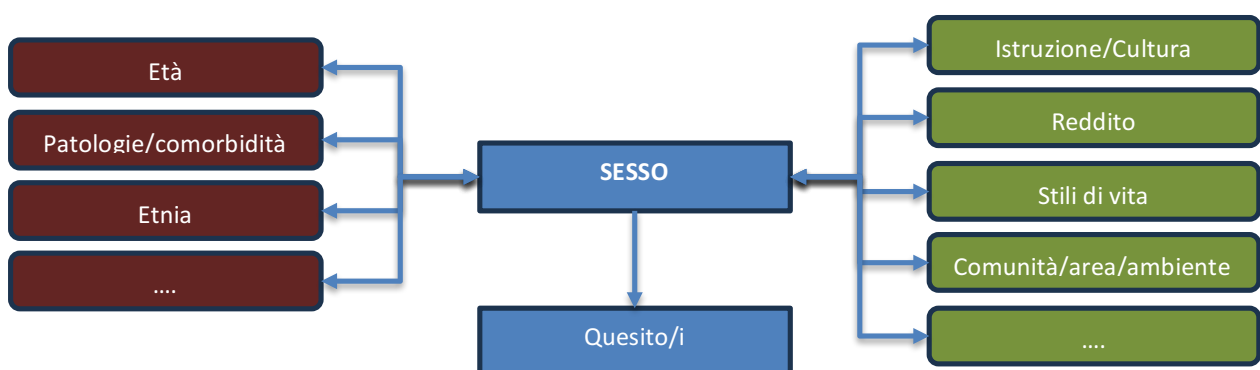 Età
Patologie/comorbidità
Etnia
....
SESSO
Quesito/i
Istruzione/Cultura
Reddito
Stili di vita
Comunità/area/ambiente
....